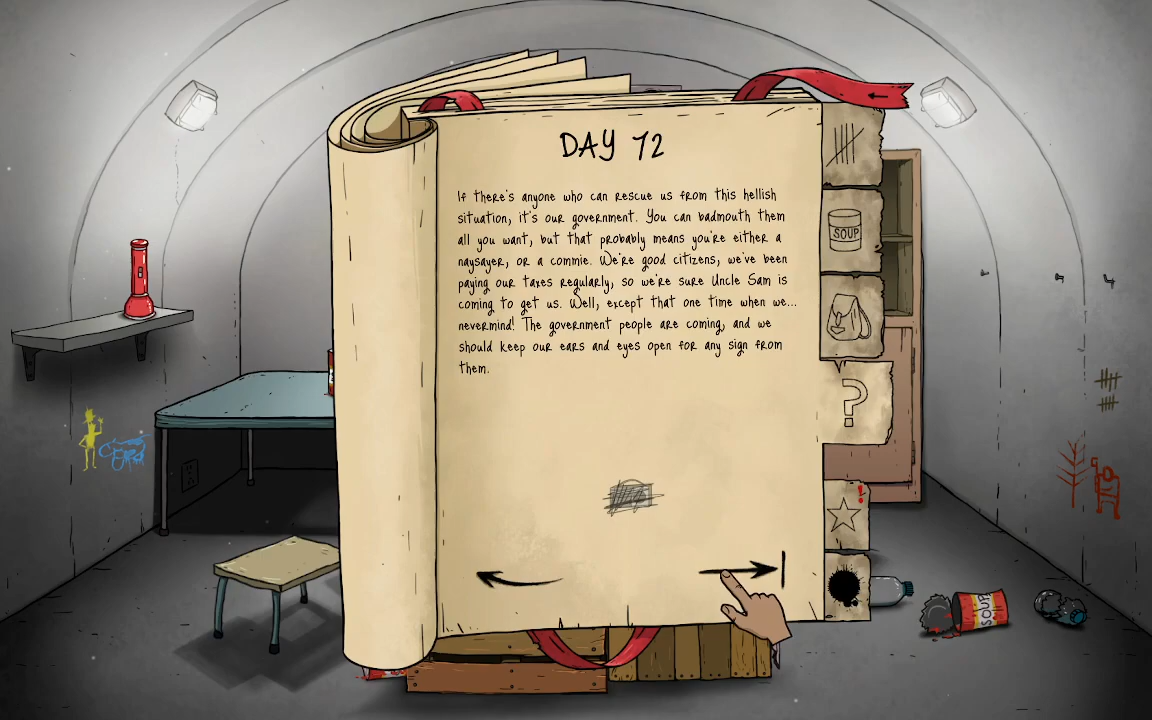 DAY 72
If there's anyone who can rescue us from this hellish
situation, it's our government. You can badmouth them
all you want, but that probably means you're either a
naysayer, or a commie. We're good citizens, we've been
paying our taxes regularly, so we're sure Uncle Sam is
coming to get us. Well, except that one time when we...
nevermind! The government people are coming, and we
should keep our ears and eyes open for any sign from
them.
SOUP
?
!
SOUP